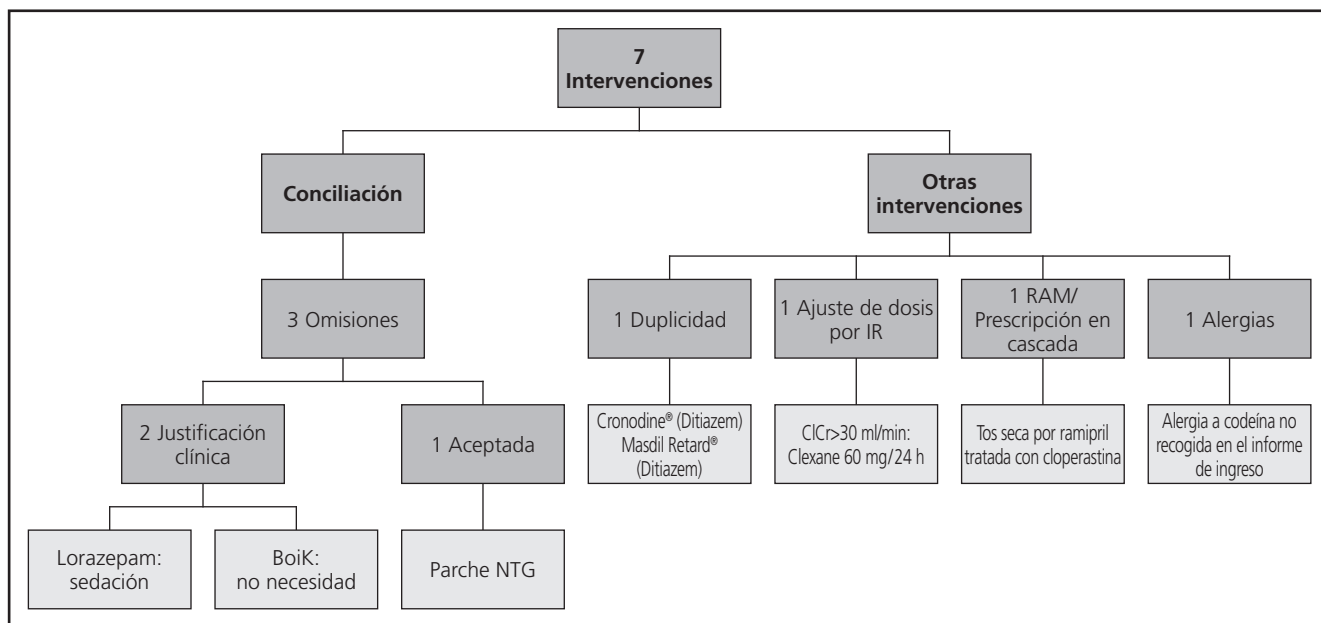 7
Intervenciones
Conciliación
Otras
intervenciones
3 Omisiones
1 Duplicidad
1 Ajuste de dosis
por IR
1 RAM/
Prescripción en
cascada
1 Alergias
2 Justificación
clínica
1 Aceptada
Cronodine® (Ditiazem)
Masdil Retard®
(Ditiazem)
ClCr>30 ml/min:
Clexane 60 mg/24 h
Tos seca por ramipril
tratada con cloperastina
Alergia a codeína no
recogida en el informe
de ingreso
Lorazepam:
sedación
BoiK:
no necesidad
Parche NTG